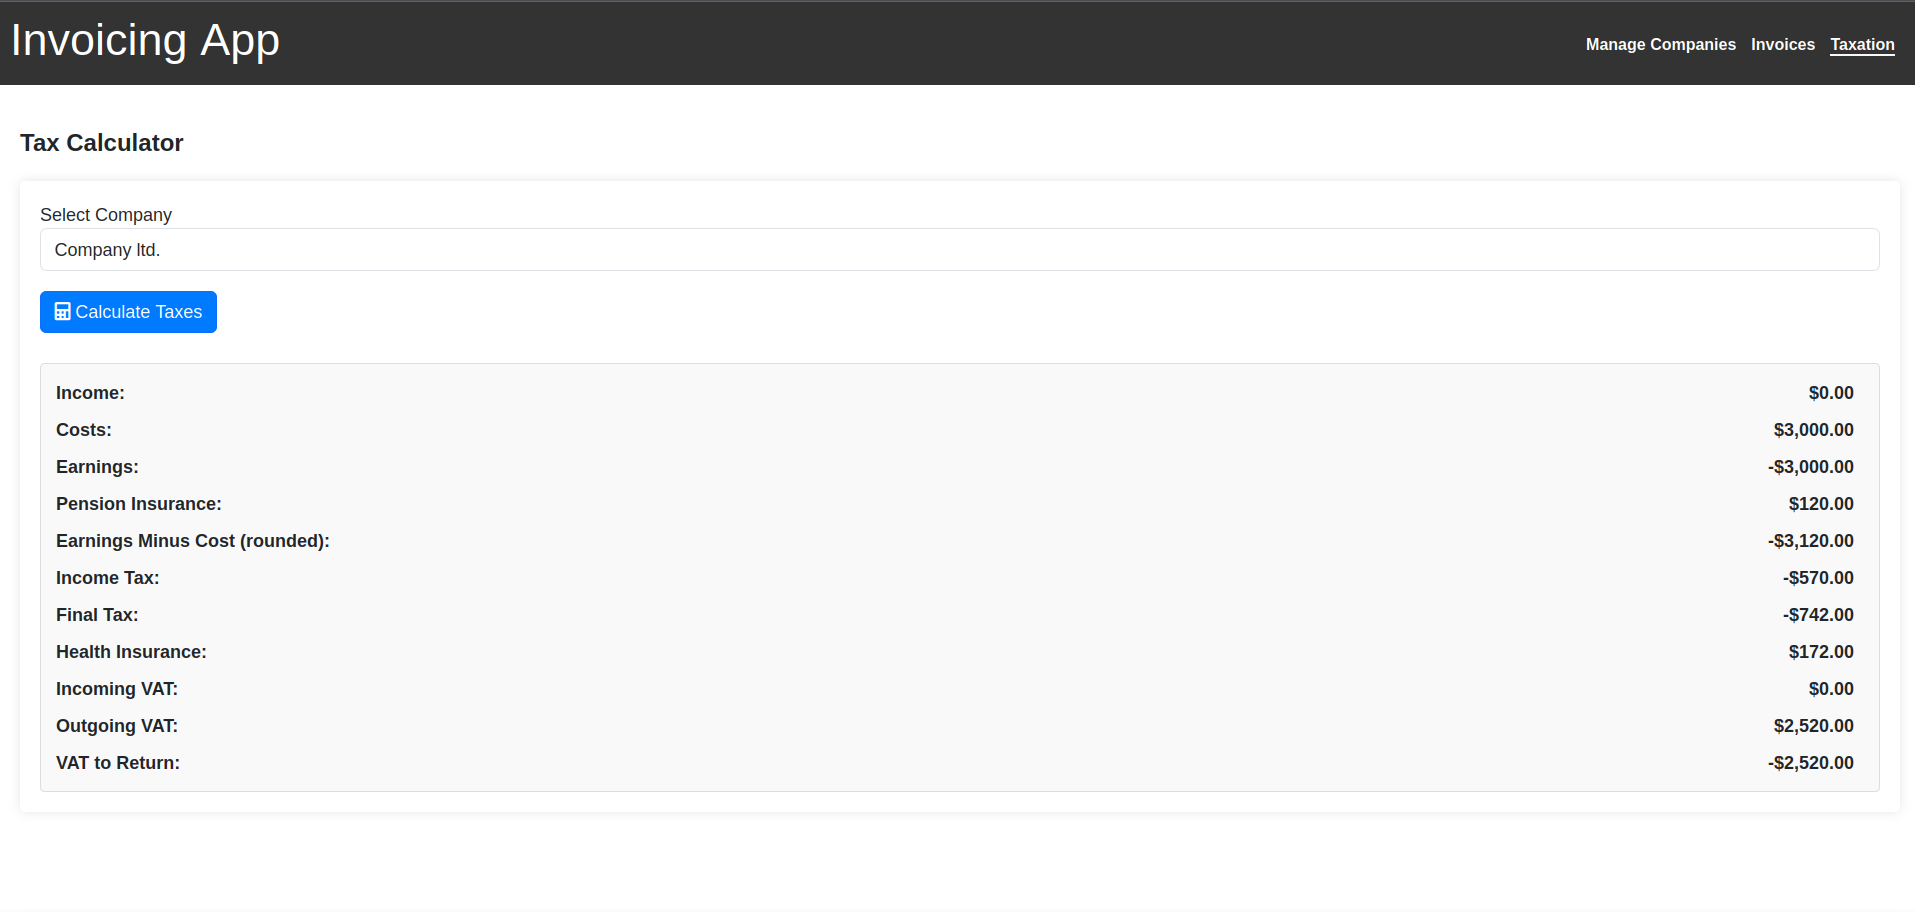 Invoicing App
Manage Companies Invoices Taxation
Tax Calculator
Select Company
Company ltd.
Calculate Taxes
Income: $0.00
Costs: $3,000.00
Earnings: -$3,000.00
Pension Insurance: $120.00
Earnings Minus Cost (rounded): -$3,120.00
Income Tax: -$570.00
Final Tax: -$742.00
Health Insurance: $172.00
Incoming VAT: $0.00
Outgoing VAT: $2,520.00
VAT to Return: -$2,520.00